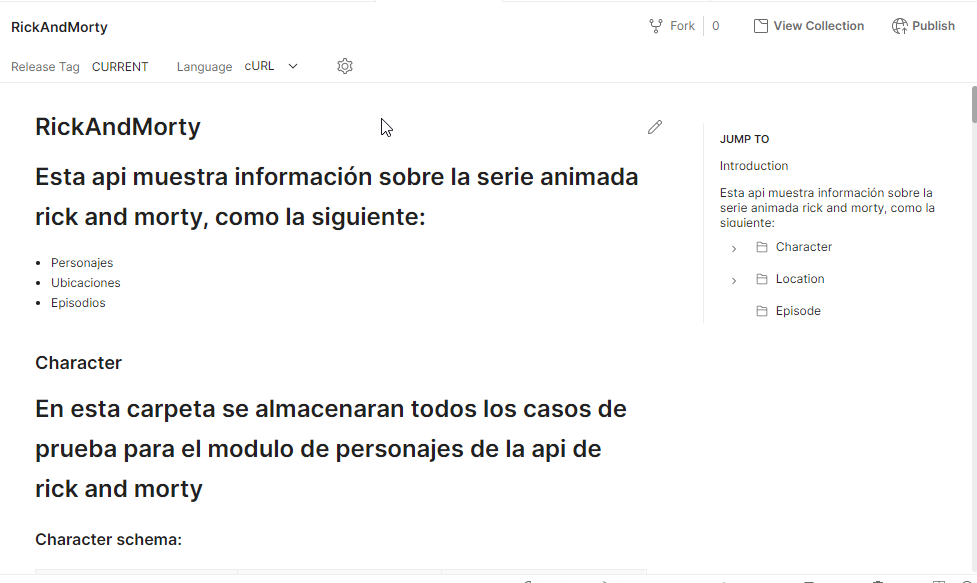 RickAndMorty
Fork 0 View Collection Publish
Release Tag CURRENT Language cURL
RickAndMorty
Esta api muestra información sobre la serie animada
rick and morty, como la siguiente:
Personajes
Ubicaciones
Episodios
Character
En esta carpeta se almacenaran todos los casos de
prueba para el modulo de personajes de la api de
rick and morty
Character schema:
JUMP TO
Introduction
Esta api muestra información sobre la
serie animada rick and morty, como la
siguiente:
Character
Location
Episode